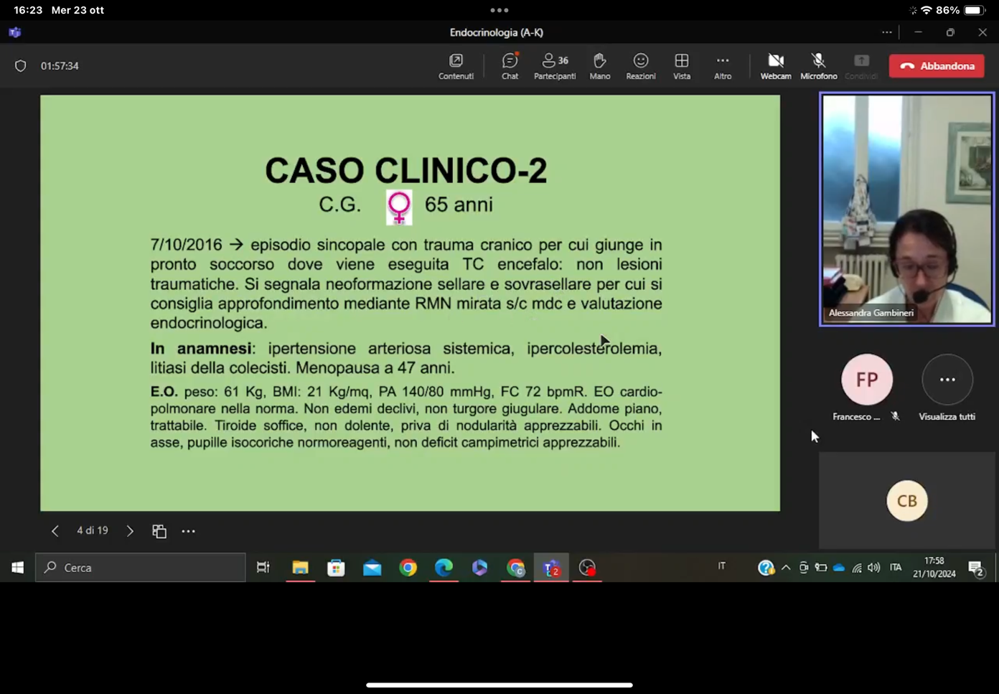 16:23 Mer 23 ott
86%
Endocrinologia (A-K)
01:57:34
Contenuti
Chat
36
Partecipanti
Mano
Reazioni
Vista
Altro
Webcam
Microfono
Condividi
Abbandona
CASO CLINICO-2
C.G. ♀ 65 anni
7/10/2016 → episodio sincopale con trauma cranico per cui giunge in
pronto soccorso dove viene eseguita TC encefalo: non lesioni
traumatiche. Si segnala neoformazione sellare e sovrasellare per cui si
consiglia approfondimento mediante RMN mirata s/c mdc e valutazione
endocrinologica.
In anamnesi: ipertensione arteriosa sistemica, ipercolesterolemia,
litiasi della colecisti. Menopausa a 47 anni.
E.O. peso: 61 Kg, BMI: 21 Kg/mq, PA 140/80 mmHg, FC 72 bpmR. EO cardio-
polmonare nella norma. Non edemi declivi, non turgore giugulare. Addome piano,
trattabile. Tiroide soffice, non dolente, priva di nodularità apprezzabili. Occhi in
asse, pupille isocoriche normoreagenti, non deficit campimetrici apprezzabili.
Alessandra Gambineri
FP
Francesco ...
Visualizza tutti
CB
4 di 19
Cerca
IT
ITA
17:58
21/10/2024
2